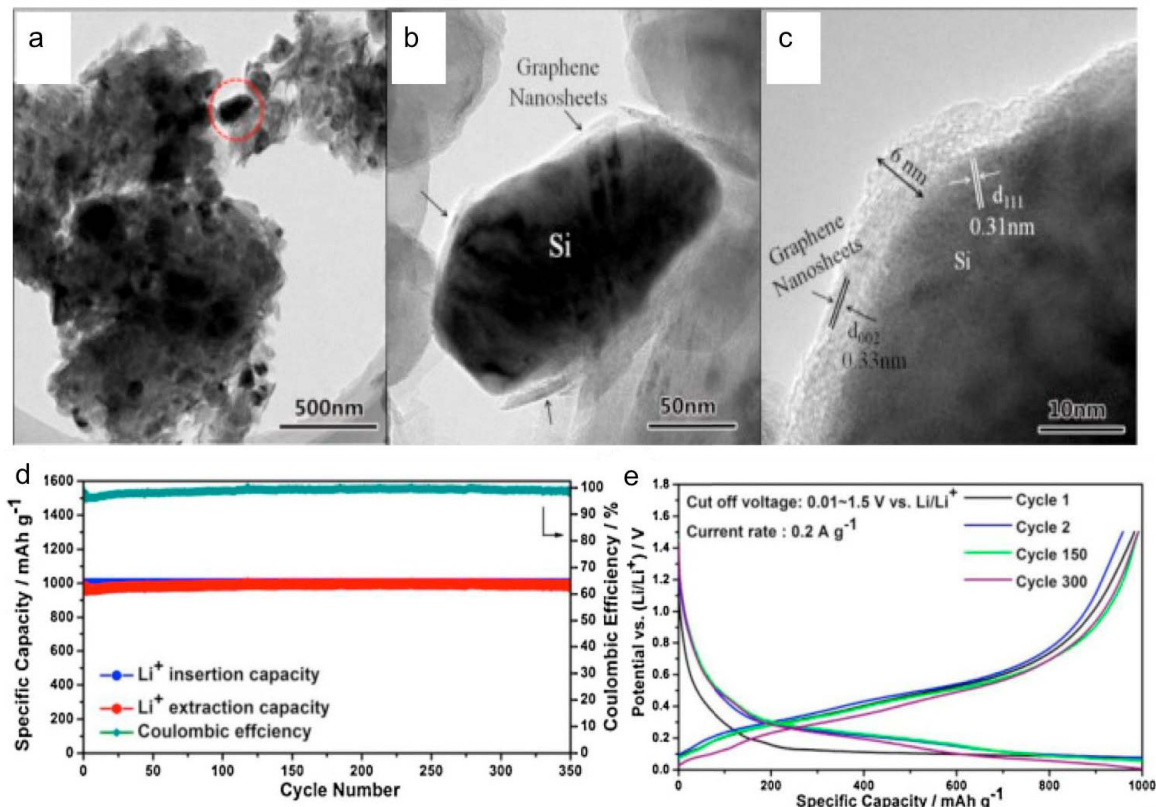 a
500nm
b
Graphene
Nanosheets
Si
50nm
c
6 nm
d111
0.31nm
Si
Graphene
Nanosheets
d002
0.33nm
10nm
d
Specific Capacity / mAh g-1
1600
1400
1200
1000
800
600
400
200
0
Li+ insertion capacity
Li+ extraction capacity
Coulombic effciency
100
90
80
70
60
50
40
30
20
10
0
Coulombic Efficiency / %
0 50 100 150 200 250 300 350
Cycle Number
e
Potential vs. (Li/Li+) / V
1.8
1.6
1.4
1.2
1.0
0.8
0.6
0.4
0.2
0.0
Cut off voltage: 0.01~1.5 V vs. Li/Li+
Current rate : 0.2 A g-1
Cycle 1
Cycle 2
Cycle 150
Cycle 300
0 200 400 600 800 1000
Specific Capacity / mAh g-1